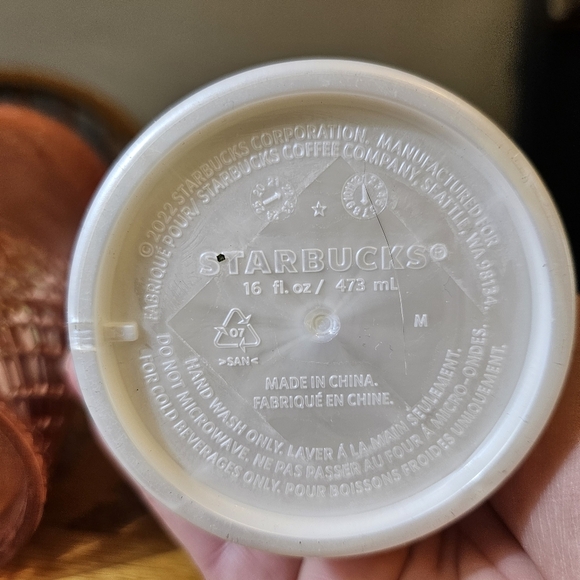 © 2022 STARBUCKS CORPORATION. MANUFACTURED FOR
FABRIQUÉ POUR/ STARBUCKS COFFEE COMPANY, SEATTLE, WA 98134.
STARBUCKS®
16 fl. oz / 473 mL
07
>SAN<
M
MADE IN CHINA.
FABRIQUÉ EN CHINE.
HAND WASH ONLY. LAVER Á LA MAIN SEULEMENT.
DO NOT MICROWAVE. NE PAS PASSER AU FOUR À MICRO-ONDES.
FOR COLD BEVERAGES ONLY. POUR BOISSONS FROIDES UNIQUEMENT.